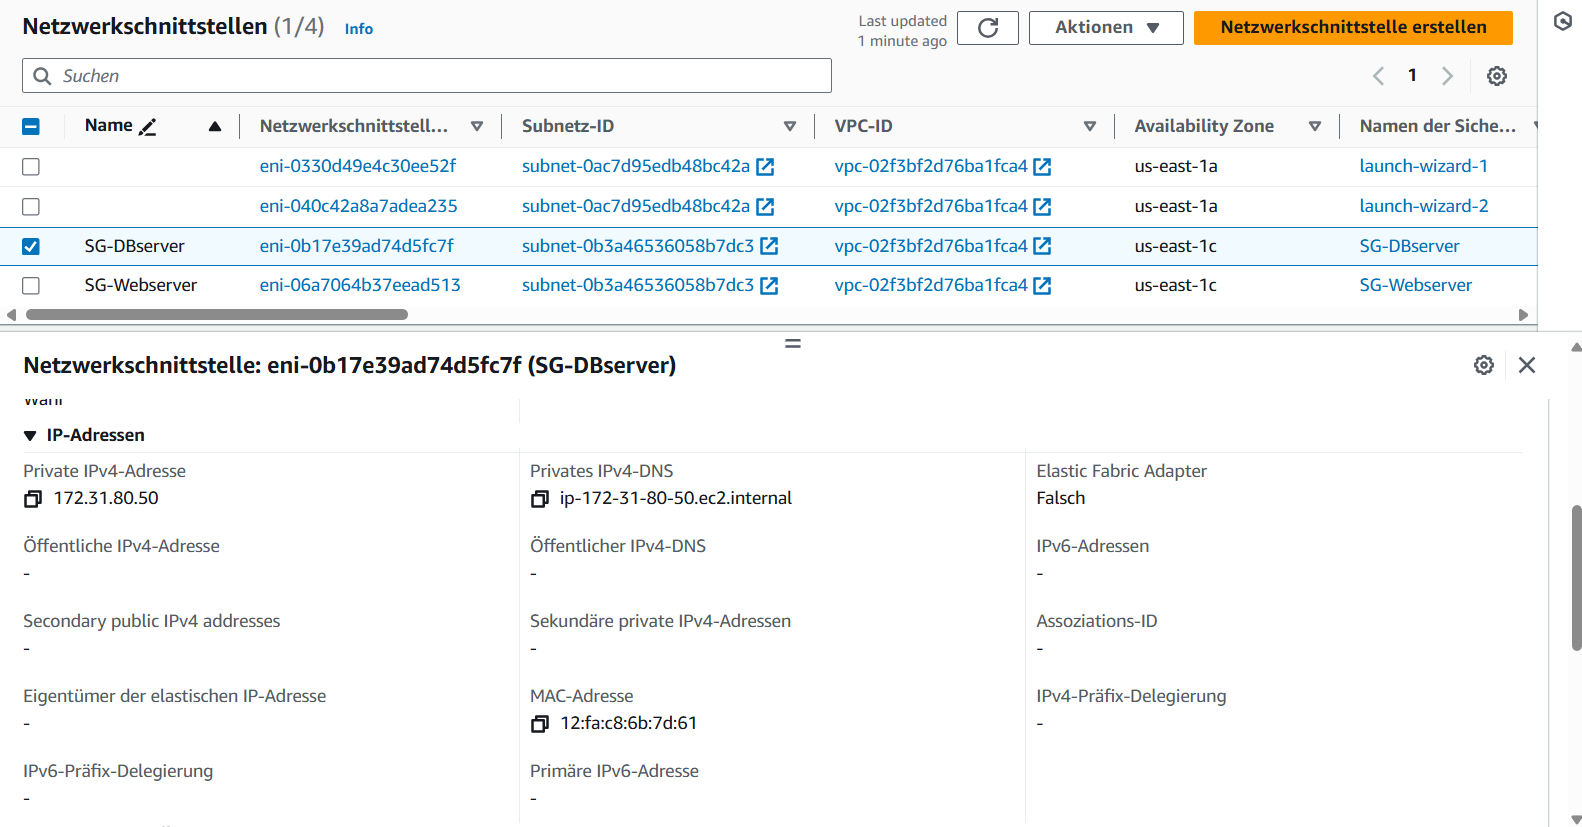 Netzwerkschnittstellen (1/4) Info
Last updated
1 minute ago
Aktionen
Netzwerkschnittstelle erstellen
Suchen
1
Name Netzwerkschnittstell... Subnetz-ID VPC-ID Availability Zone Namen der Siche...
eni-0330d49e4c30ee52f subnet-0ac7d95edb48bc42a vpc-02f3bf2d76ba1fca4 us-east-1a launch-wizard-1
eni-040c42a8a7adea235 subnet-0ac7d95edb48bc42a vpc-02f3bf2d76ba1fca4 us-east-1a launch-wizard-2
SG-DBserver eni-0b17e39ad74d5fc7f subnet-0b3a46536058b7dc3 vpc-02f3bf2d76ba1fca4 us-east-1c SG-DBserver
SG-Webserver eni-06a7064b37eead513 subnet-0b3a46536058b7dc3 vpc-02f3bf2d76ba1fca4 us-east-1c SG-Webserver
Netzwerkschnittstelle: eni-0b17e39ad74d5fc7f (SG-DBserver)
IP-Adressen
Private IPv4-Adresse Privates IPv4-DNS Elastic Fabric Adapter
172.31.80.50 ip-172-31-80-50.ec2.internal Falsch
Öffentliche IPv4-Adresse Öffentlicher IPv4-DNS IPv6-Adressen
- - -
Secondary public IPv4 addresses Sekundäre private IPv4-Adressen Assoziations-ID
- - -
Eigentümer der elastischen IP-Adresse MAC-Adresse IPv4-Präfix-Delegierung
- 12:fa:c8:6b:7d:61 -
IPv6-Präfix-Delegierung Primäre IPv6-Adresse
- -